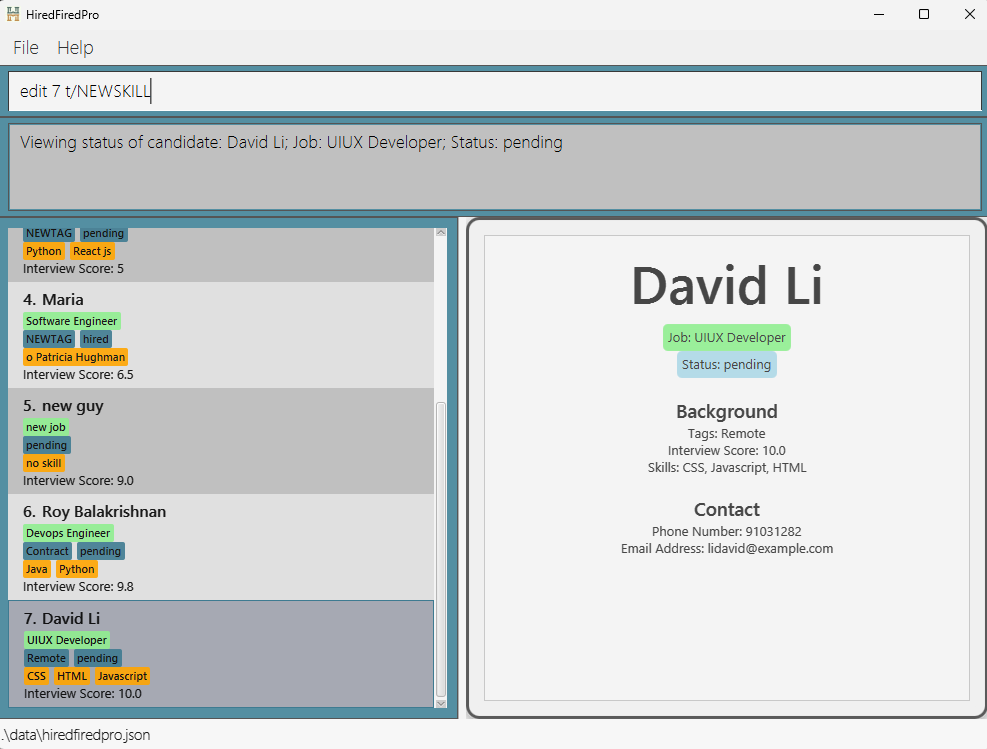 HiredFiredPro
File Help
edit 7 t/NEWSKILL
Viewing status of candidate: David Li; Job: UIUX Developer; Status: pending
NEWTAG pending
Python React js
Interview Score: 5
4. Maria
Software Engineer
NEWTAG hired
o Patricia Hughman
Interview Score: 6.5
5. new guy
new job
pending
no skill
Interview Score: 9.0
6. Roy Balakrishnan
Devops Engineer
Contract pending
Java Python
Interview Score: 9.8
7. David Li
UIUX Developer
Remote pending
CSS HTML Javascript
Interview Score: 10.0
David Li
Job: UIUX Developer
Status: pending
Background
Tags: Remote
Interview Score: 10.0
Skills: CSS, Javascript, HTML
Contact
Phone Number: 91031282
Email Address: lidavid@example.com
.\data\hiredfiredpro.json